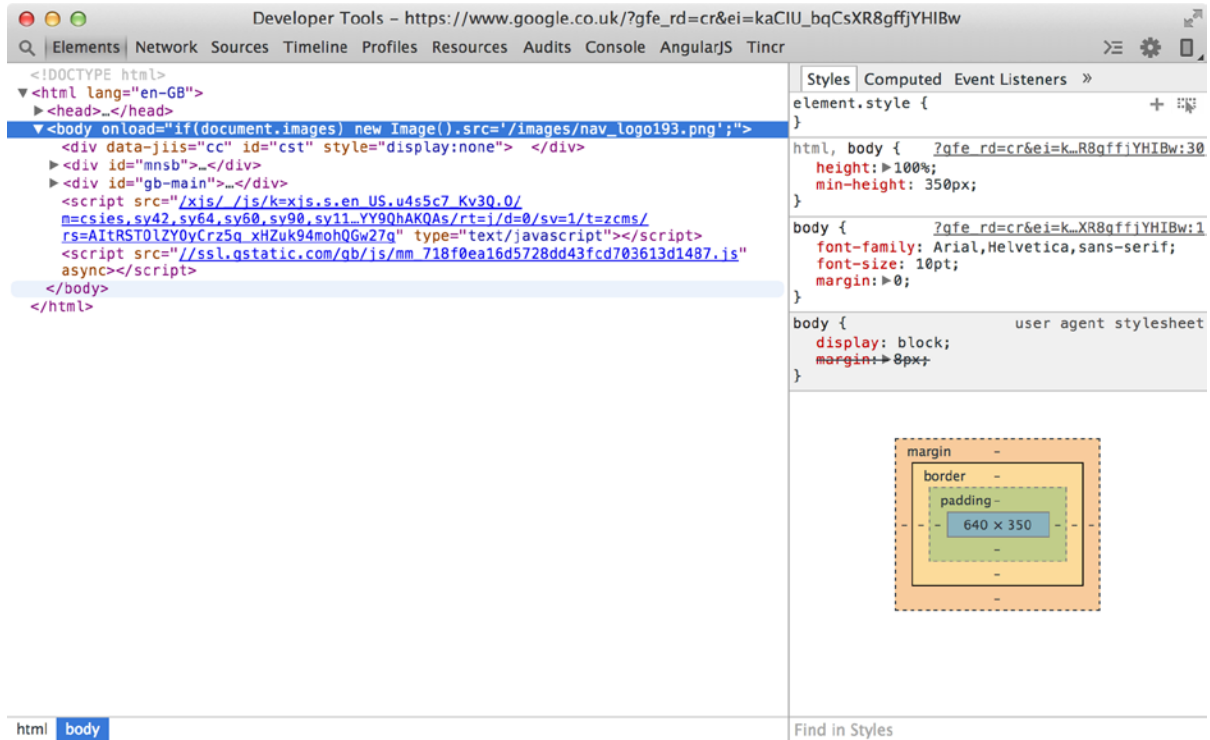 Developer Tools – https://www.google.co.uk/?gfe_rd=cr&ei=kaCIU_bqCsXR8gffjYHIBw
Elements Network Sources Timeline Profiles Resources Audits Console AngularJS Tincr
<!DOCTYPE html>
▼<html lang="en-GB">
▶<head>…</head>
▼<body onload="if(document.images) new Image().src='/images/nav_logo193.png';">
<div data-jiis="cc" id="cst" style="display:none"> </div>
▶<div id="mnsb">…</div>
▶<div id="gb-main">…</div>
<script src="/xjs/_/js/k=xjs.s.en_US.u4s5c7_Kv3Q.O/
m=csies,sy42,sy64,sy60,sy90,sy11…YY9QhAKQAs/rt=j/d=0/sv=1/t=zcms/
rs=AItRSTOlZYOyCrz5q_xHZuk94mohQGw27g" type="text/javascript"></script>
<script src="//ssl.gstatic.com/gb/js/mm_718f0ea16d5728dd43fcd703613d1487.js"
async></script>
</body>
</html>
html body
Styles Computed Event Listeners »
element.style {
}
html, body { ?gfe_rd=cr&ei=k…R8gffjYHIBw:30
height:▶100%;
min-height: 350px;
}
body { ?gfe_rd=cr&ei=k…XR8gffjYHIBw:1
font-family: Arial,Helvetica,sans-serif;
font-size: 10pt;
margin:▶0;
}
body { user agent stylesheet
display: block;
margin:▶8px;
}
margin –
border –
padding –
– – – 640 × 350 – – –
–
–
–
Find in Styles